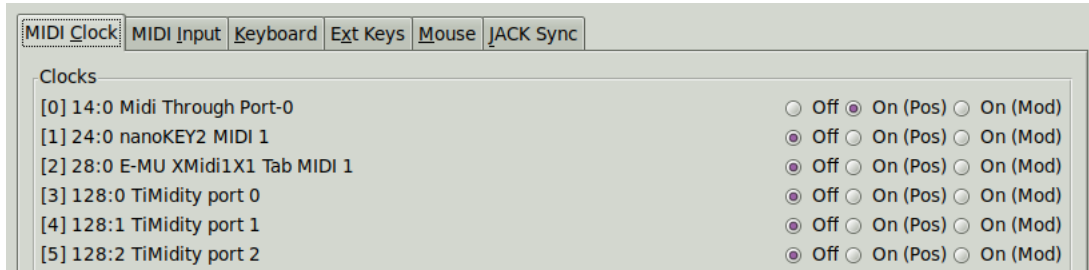 MIDI Clock MIDI Input Keyboard Ext Keys Mouse JACK Sync
Clocks
[0] 14:0 Midi Through Port-0 Off On (Pos) On (Mod)
[1] 24:0 nanoKEY2 MIDI 1 Off On (Pos) On (Mod)
[2] 28:0 E-MU XMidi1X1 Tab MIDI 1 Off On (Pos) On (Mod)
[3] 128:0 TiMidity port 0 Off On (Pos) On (Mod)
[4] 128:1 TiMidity port 1 Off On (Pos) On (Mod)
[5] 128:2 TiMidity port 2 Off On (Pos) On (Mod)